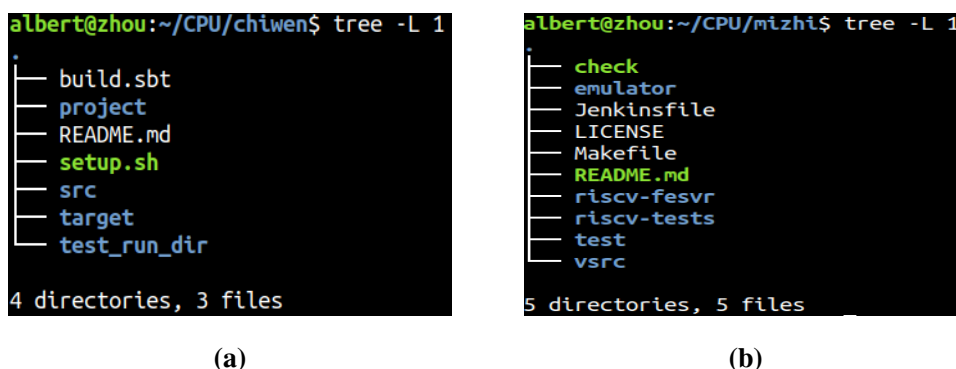 albert@zhou:~/CPU/chiwen$ tree -L 1
.
├── build.sbt
├── project
├── README.md
├── setup.sh
├── src
├── target
└── test_run_dir
4 directories, 3 files
(a)
albert@zhou:~/CPU/mizhi$ tree -L 1
.
├── check
├── emulator
├── Jenkinsfile
├── LICENSE
├── Makefile
├── README.md
├── riscv-fesvr
├── riscv-tests
├── test
└── vsrc
5 directories, 5 files
(b)